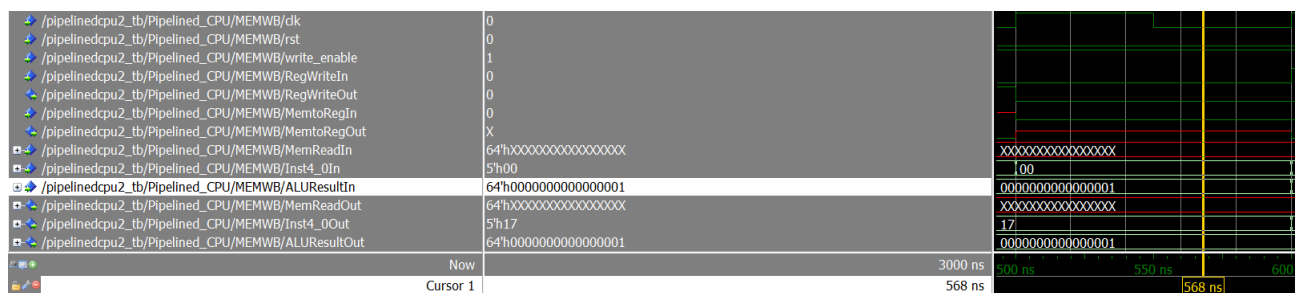 /pipelinedcpu2_tb/Pipelined_CPU/MEMWB/clk 0
/pipelinedcpu2_tb/Pipelined_CPU/MEMWB/rst 0
/pipelinedcpu2_tb/Pipelined_CPU/MEMWB/write_enable 1
/pipelinedcpu2_tb/Pipelined_CPU/MEMWB/RegWriteIn 0
/pipelinedcpu2_tb/Pipelined_CPU/MEMWB/RegWriteOut 0
/pipelinedcpu2_tb/Pipelined_CPU/MEMWB/MemtoRegIn 0
/pipelinedcpu2_tb/Pipelined_CPU/MEMWB/MemtoRegOut X
/pipelinedcpu2_tb/Pipelined_CPU/MEMWB/MemReadIn 64'hXXXXXXXXXXXXXXXX XXXXXXXXXXXXXXXX
/pipelinedcpu2_tb/Pipelined_CPU/MEMWB/Inst4_0In 5'h00 00
/pipelinedcpu2_tb/Pipelined_CPU/MEMWB/ALUResultIn 64'h0000000000000001 0000000000000001
/pipelinedcpu2_tb/Pipelined_CPU/MEMWB/MemReadOut 64'hXXXXXXXXXXXXXXXX XXXXXXXXXXXXXXXX
/pipelinedcpu2_tb/Pipelined_CPU/MEMWB/Inst4_0Out 5'h17 17
/pipelinedcpu2_tb/Pipelined_CPU/MEMWB/ALUResultOut 64'h0000000000000001 0000000000000001
Now 3000 ns 500 ns 550 ns 600
Cursor 1 568 ns 568 ns